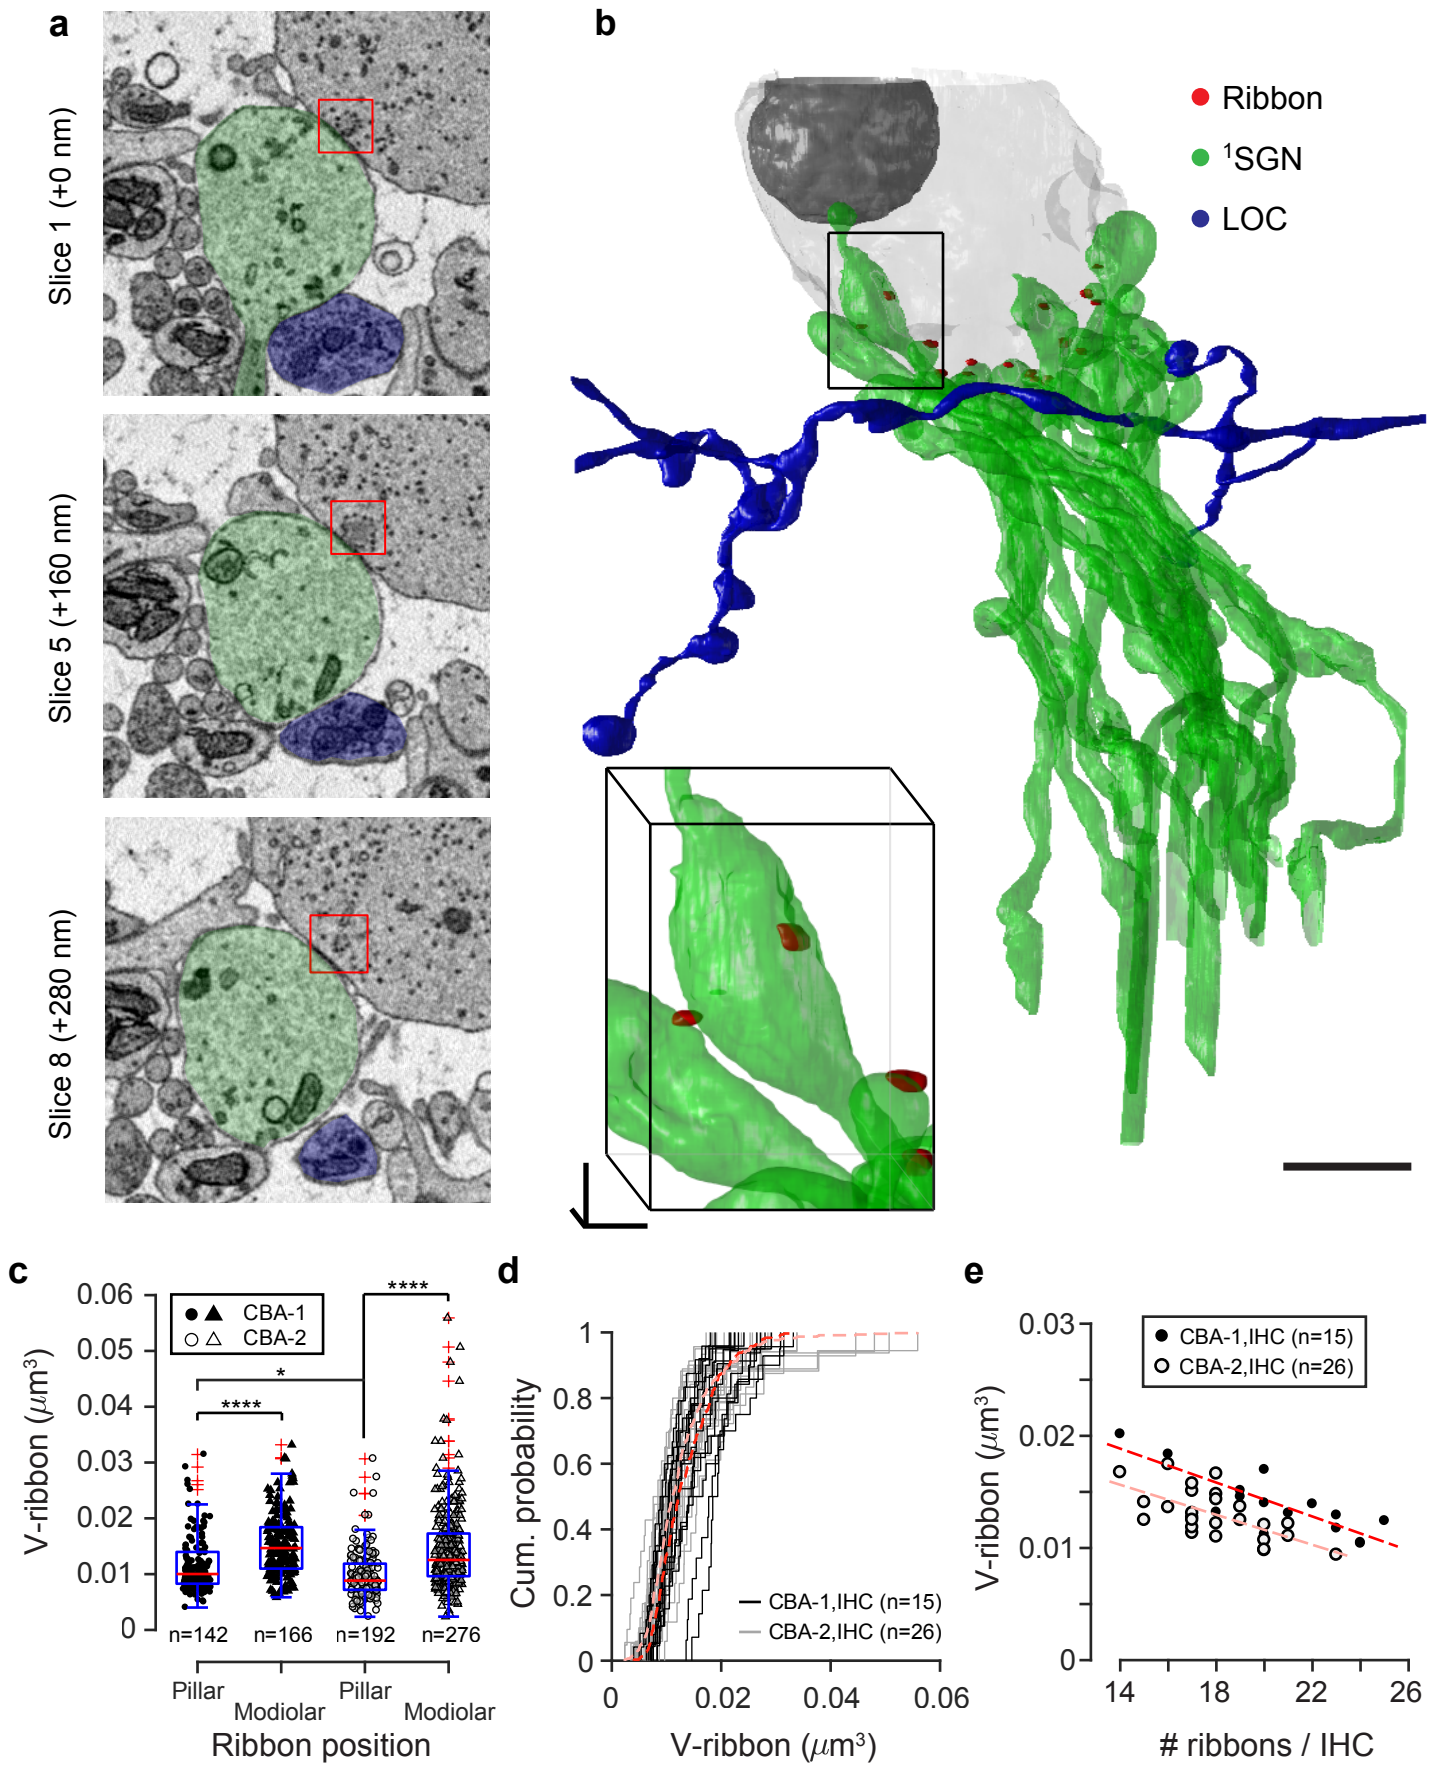 a
Slice 1 (+0 nm)
Slice 5 (+160 nm)
Slice 8 (+280 nm)
b
Ribbon
¹SGN
LOC
c
V-ribbon (μm³)
0.06
0.05
0.04
0.03
0.02
0.01
0
CBA-1
CBA-2
****
*
****
n=142
n=166
n=192
n=276
Pillar
Modiolar
Pillar
Modiolar
Ribbon position
d
Cum. probability
1
0.8
0.6
0.4
0.2
0
CBA-1,IHC (n=15)
CBA-2,IHC (n=26)
0
0.02
0.04
0.06
V-ribbon (μm³)
e
V-ribbon (μm³)
0.03
0.02
0.01
0
CBA-1,IHC (n=15)
CBA-2,IHC (n=26)
14
18
22
26
# ribbons / IHC